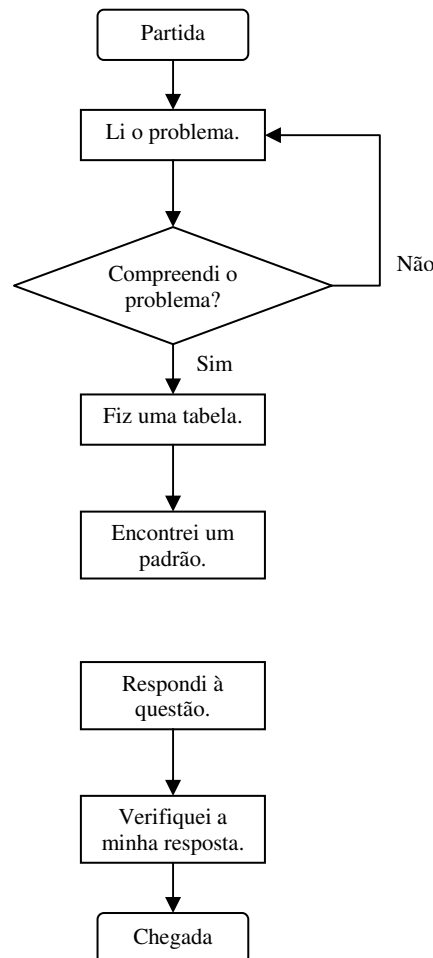 Partida
Li o problema.
Compreendi o
problema?
Não
Sim
Fiz uma tabela.
Encontrei um
padrão.
Respondi à
questão.
Verifiquei a
minha resposta.
Chegada